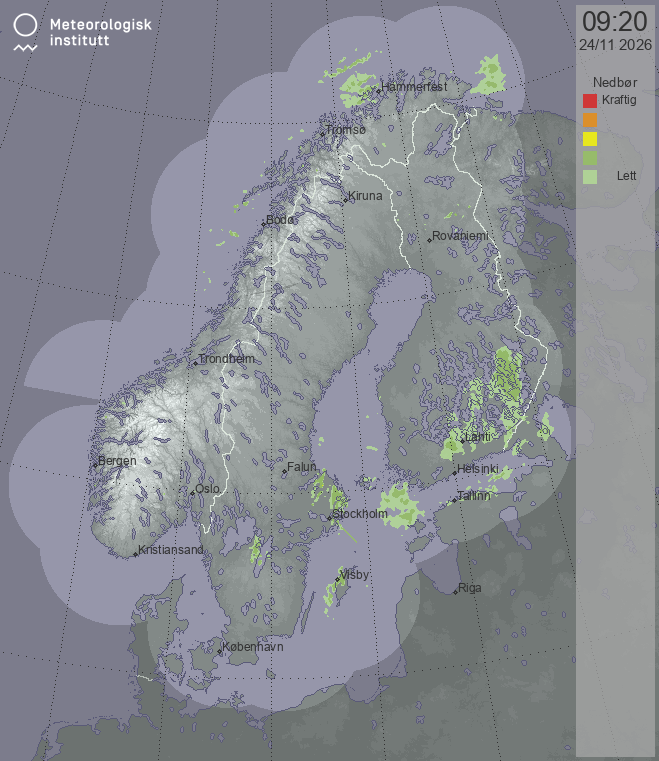 Meteorologisk
institutt
09:20
24/11 2026
Nedbør
Kraftig
Lett
Hammerfest
Tromsø
Kiruna
Bodø
Rovaniemi
Trondheim
Lahti
Bergen
Falun
Helsinki
Oslo
Tallinn
Stockholm
Kristiansand
Visby
Riga
København